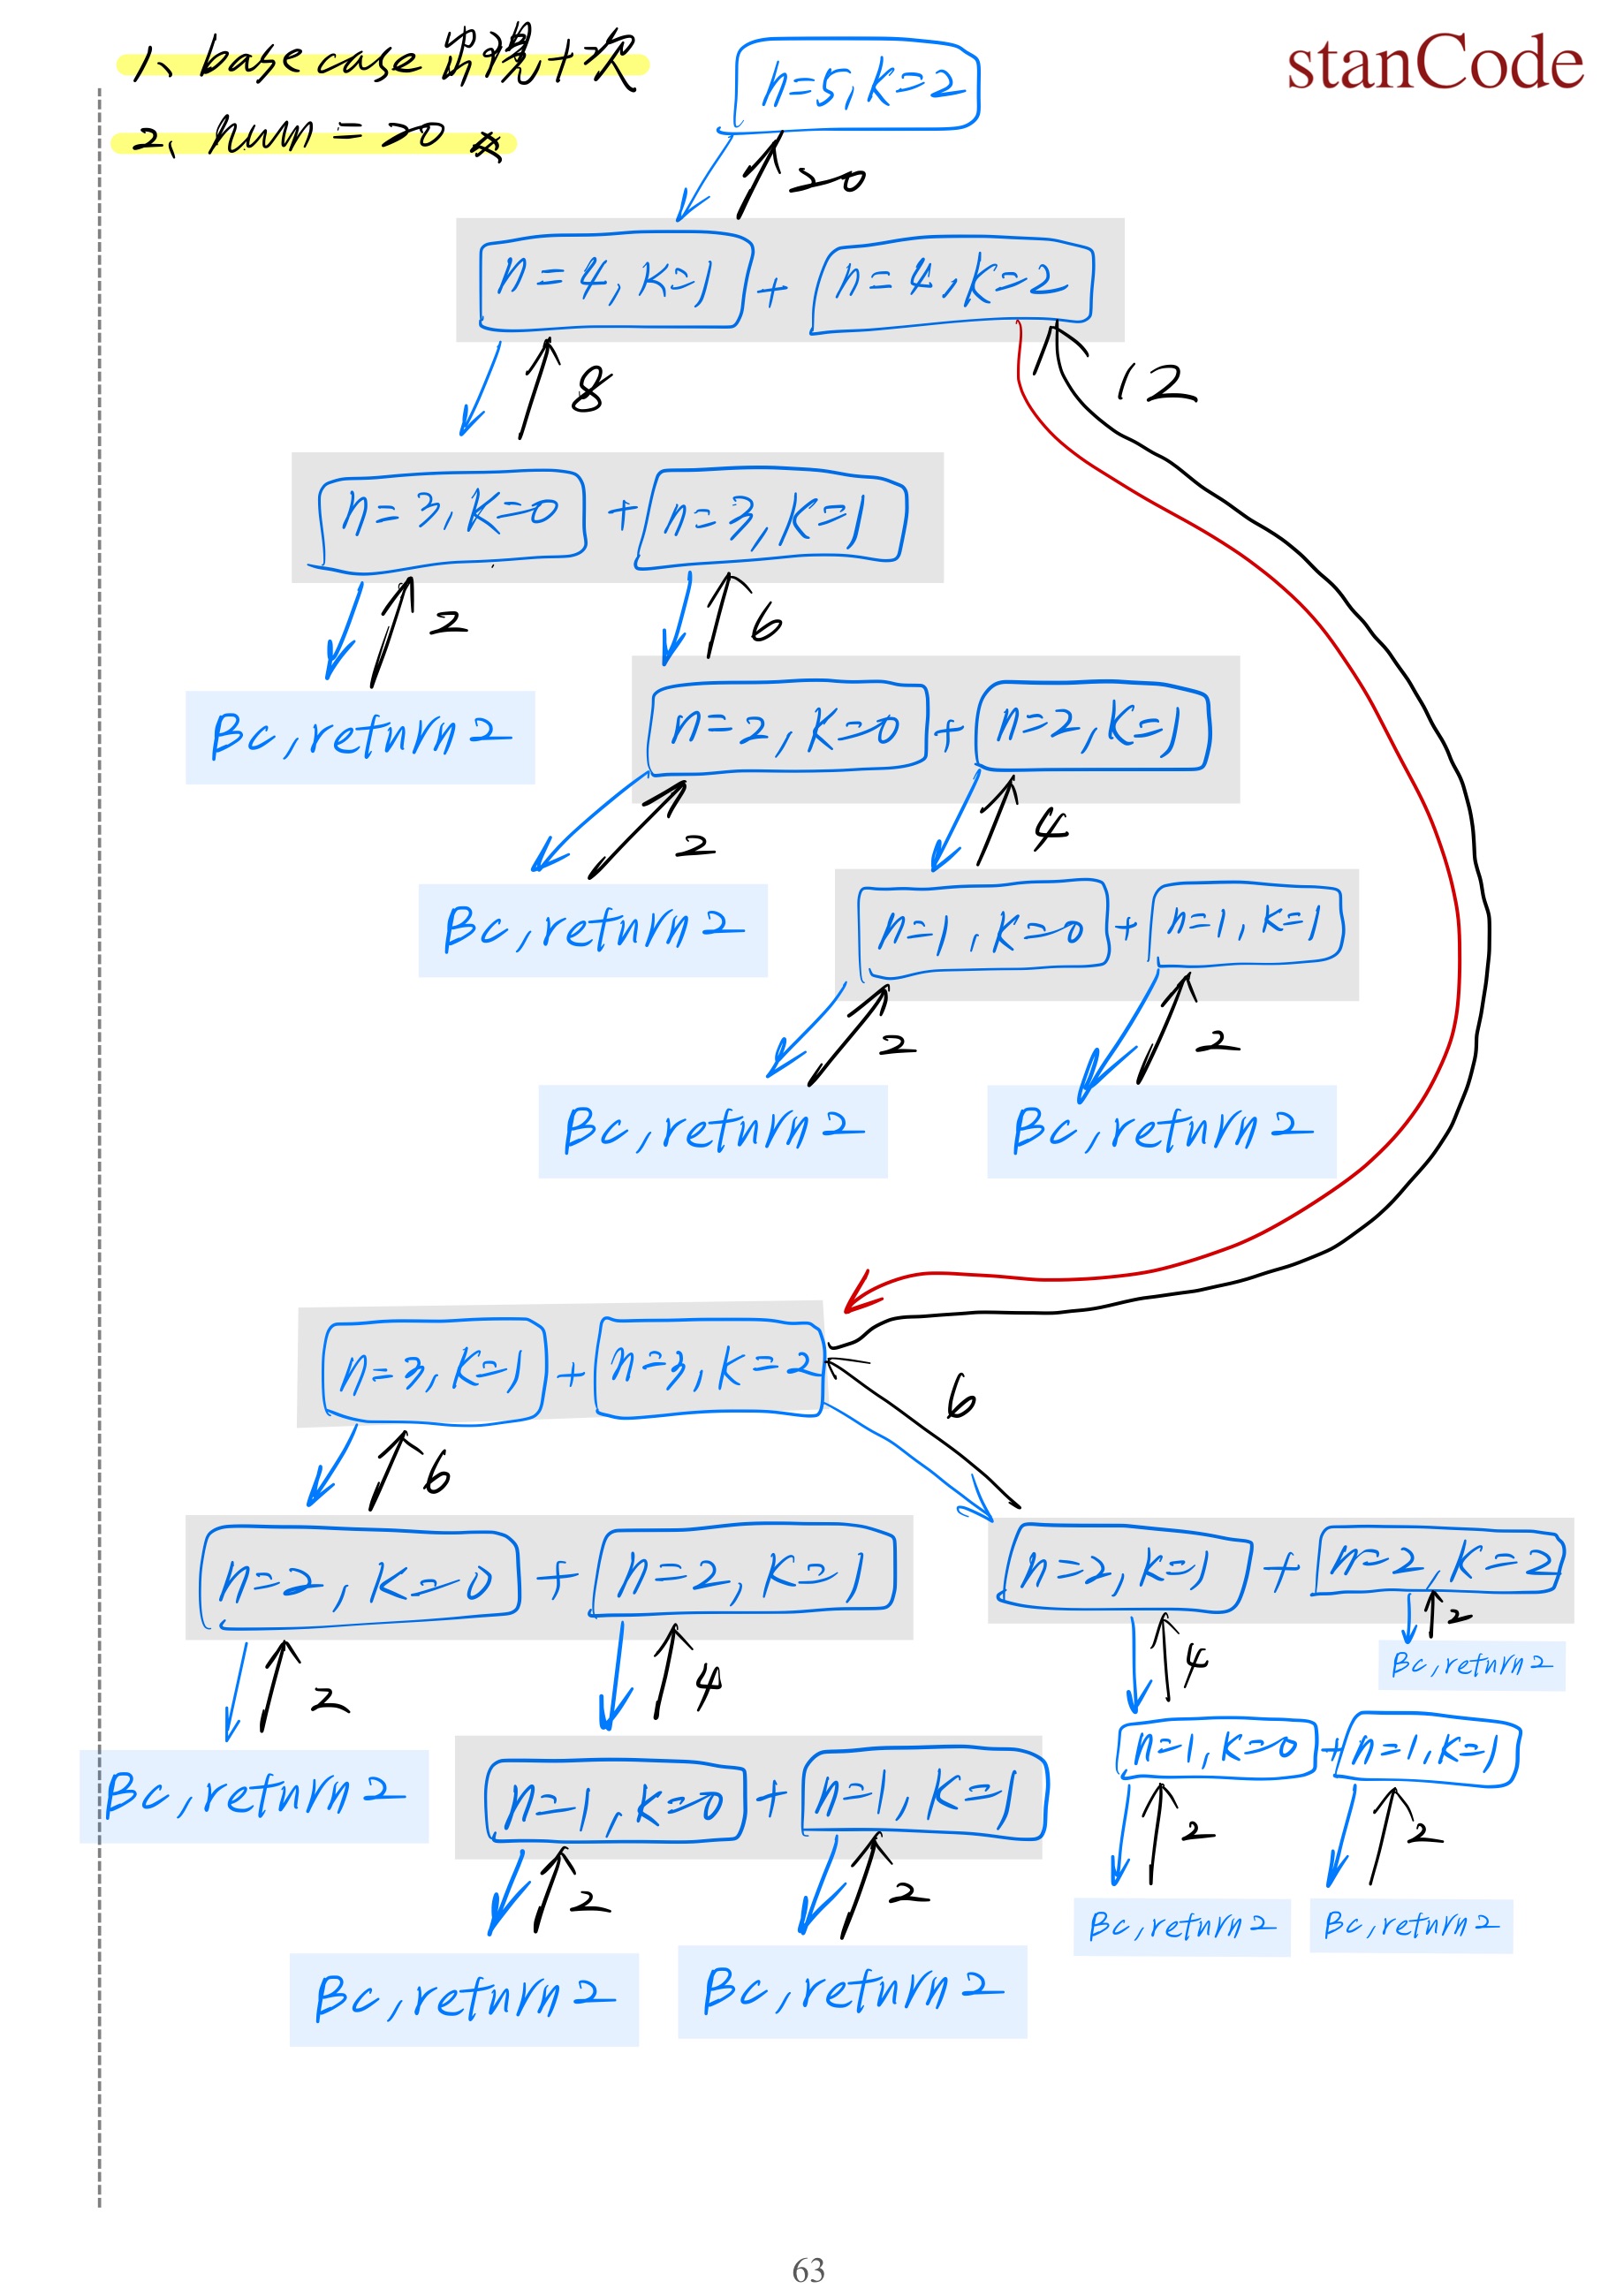 1、base case 出現十次
2、num = 20
stanCode
n=5, k=2
20
n=4, k=1 + n=4, k=2
8
12
n=3, k=0 + n=3, k=1
2
6
Bc, return 2
n=2, k=0 + n=2, k=1
2
4
Bc, return 2
n=1, k=0 + n=1, k=1
2
2
Bc, return 2
Bc, return 2
n=3, k=1 + n=3, k=2
6
6
n=2, k=0 + n=2, k=1
n=2, k=1 + n=2, k=2
2
Bc, return 2
2
4
4
Bc, return 2
n=1, k=0 + n=1, k=1
n=1, k=0 + n=1, k=1
2
2
2
2
Bc, return 2
Bc, return 2
Bc, return 2
Bc, return 2
63